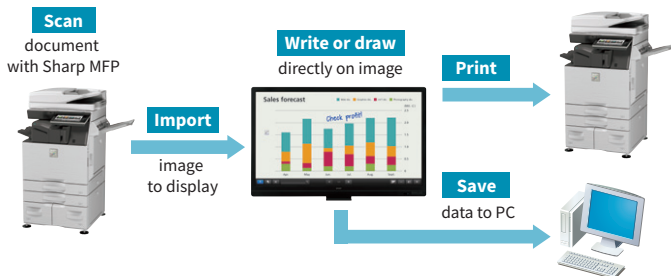 Scan
document
with Sharp MFP
Import
image
to display
Write or draw
directly on image
Sales forecast
Check profit!
Print
Save
data to PC